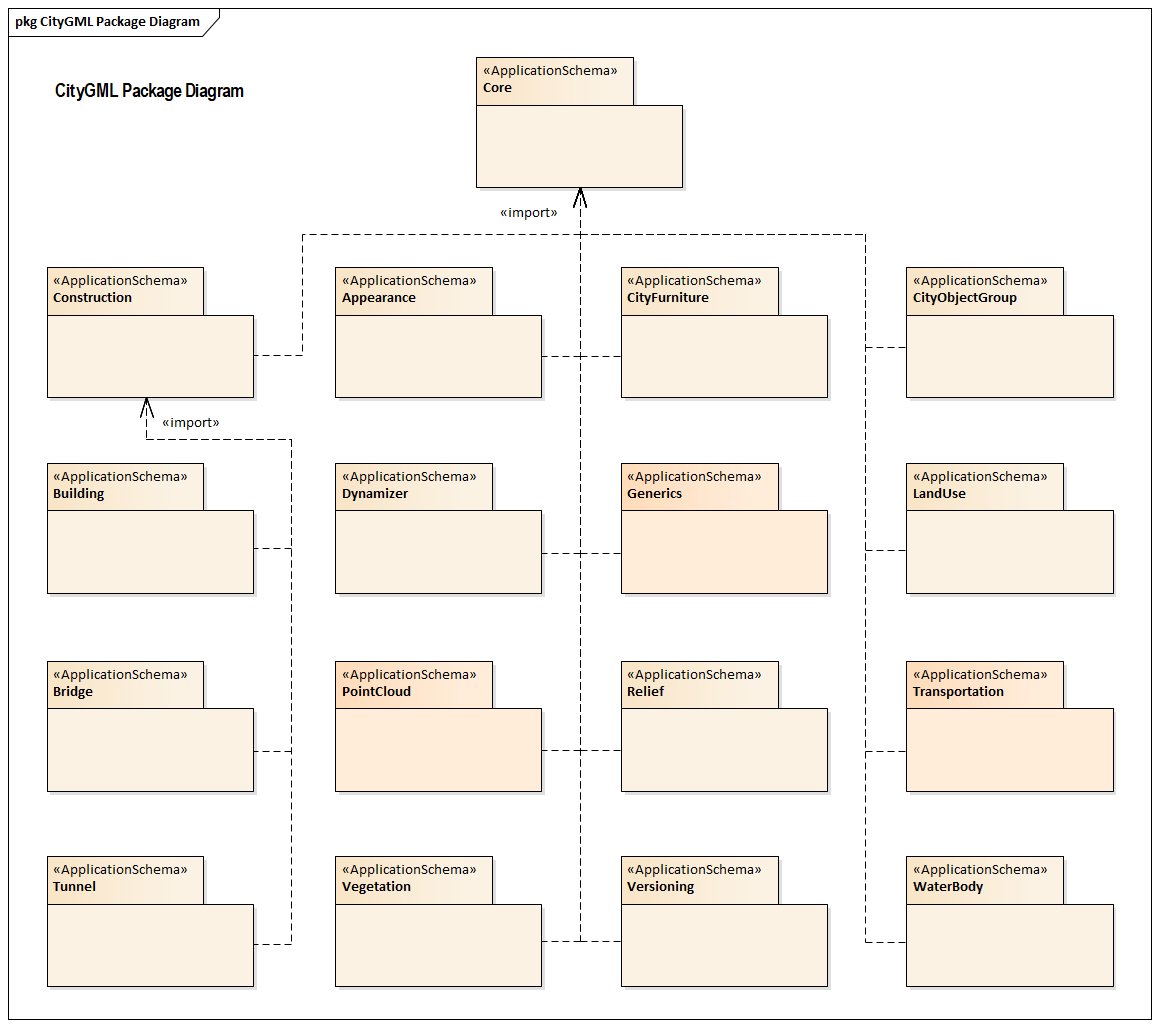 pkg CityGML Package Diagram
CityGML Package Diagram
«ApplicationSchema»
Core
«import»
«ApplicationSchema»
Construction
«ApplicationSchema»
Appearance
«ApplicationSchema»
CityFurniture
«ApplicationSchema»
CityObjectGroup
«import»
«ApplicationSchema»
Building
«ApplicationSchema»
Dynamizer
«ApplicationSchema»
Generics
«ApplicationSchema»
LandUse
«ApplicationSchema»
Bridge
«ApplicationSchema»
PointCloud
«ApplicationSchema»
Relief
«ApplicationSchema»
Transportation
«ApplicationSchema»
Tunnel
«ApplicationSchema»
Vegetation
«ApplicationSchema»
Versioning
«ApplicationSchema»
WaterBody